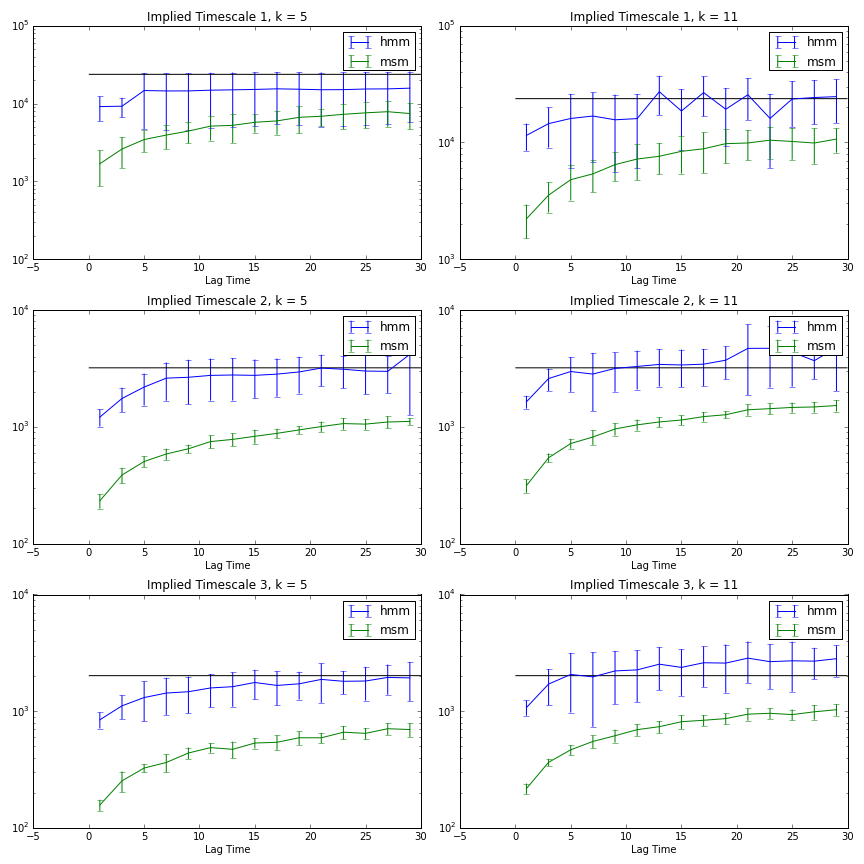 Implied Timescale 1, k = 5
10^5
10^4
10^3
10^2
hmm
msm
−5 0 5 10 15 20 25 30
Lag Time
Implied Timescale 1, k = 11
10^5
10^4
10^3
hmm
msm
−5 0 5 10 15 20 25 30
Lag Time
Implied Timescale 2, k = 5
10^4
10^3
10^2
hmm
msm
−5 0 5 10 15 20 25 30
Lag Time
Implied Timescale 2, k = 11
10^4
10^3
10^2
hmm
msm
−5 0 5 10 15 20 25 30
Lag Time
Implied Timescale 3, k = 5
10^4
10^3
10^2
hmm
msm
−5 0 5 10 15 20 25 30
Lag Time
Implied Timescale 3, k = 11
10^4
10^3
10^2
hmm
msm
−5 0 5 10 15 20 25 30
Lag Time